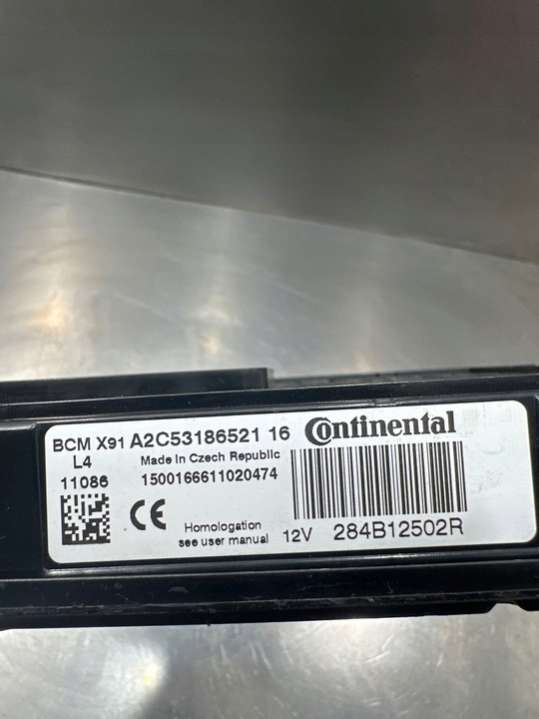 BCM X91 A2C53186521 16 Continental
L4 Made In Czech Republic
11086 1500166611020474
CE
Homologation
see user manual 12V 284B12502R